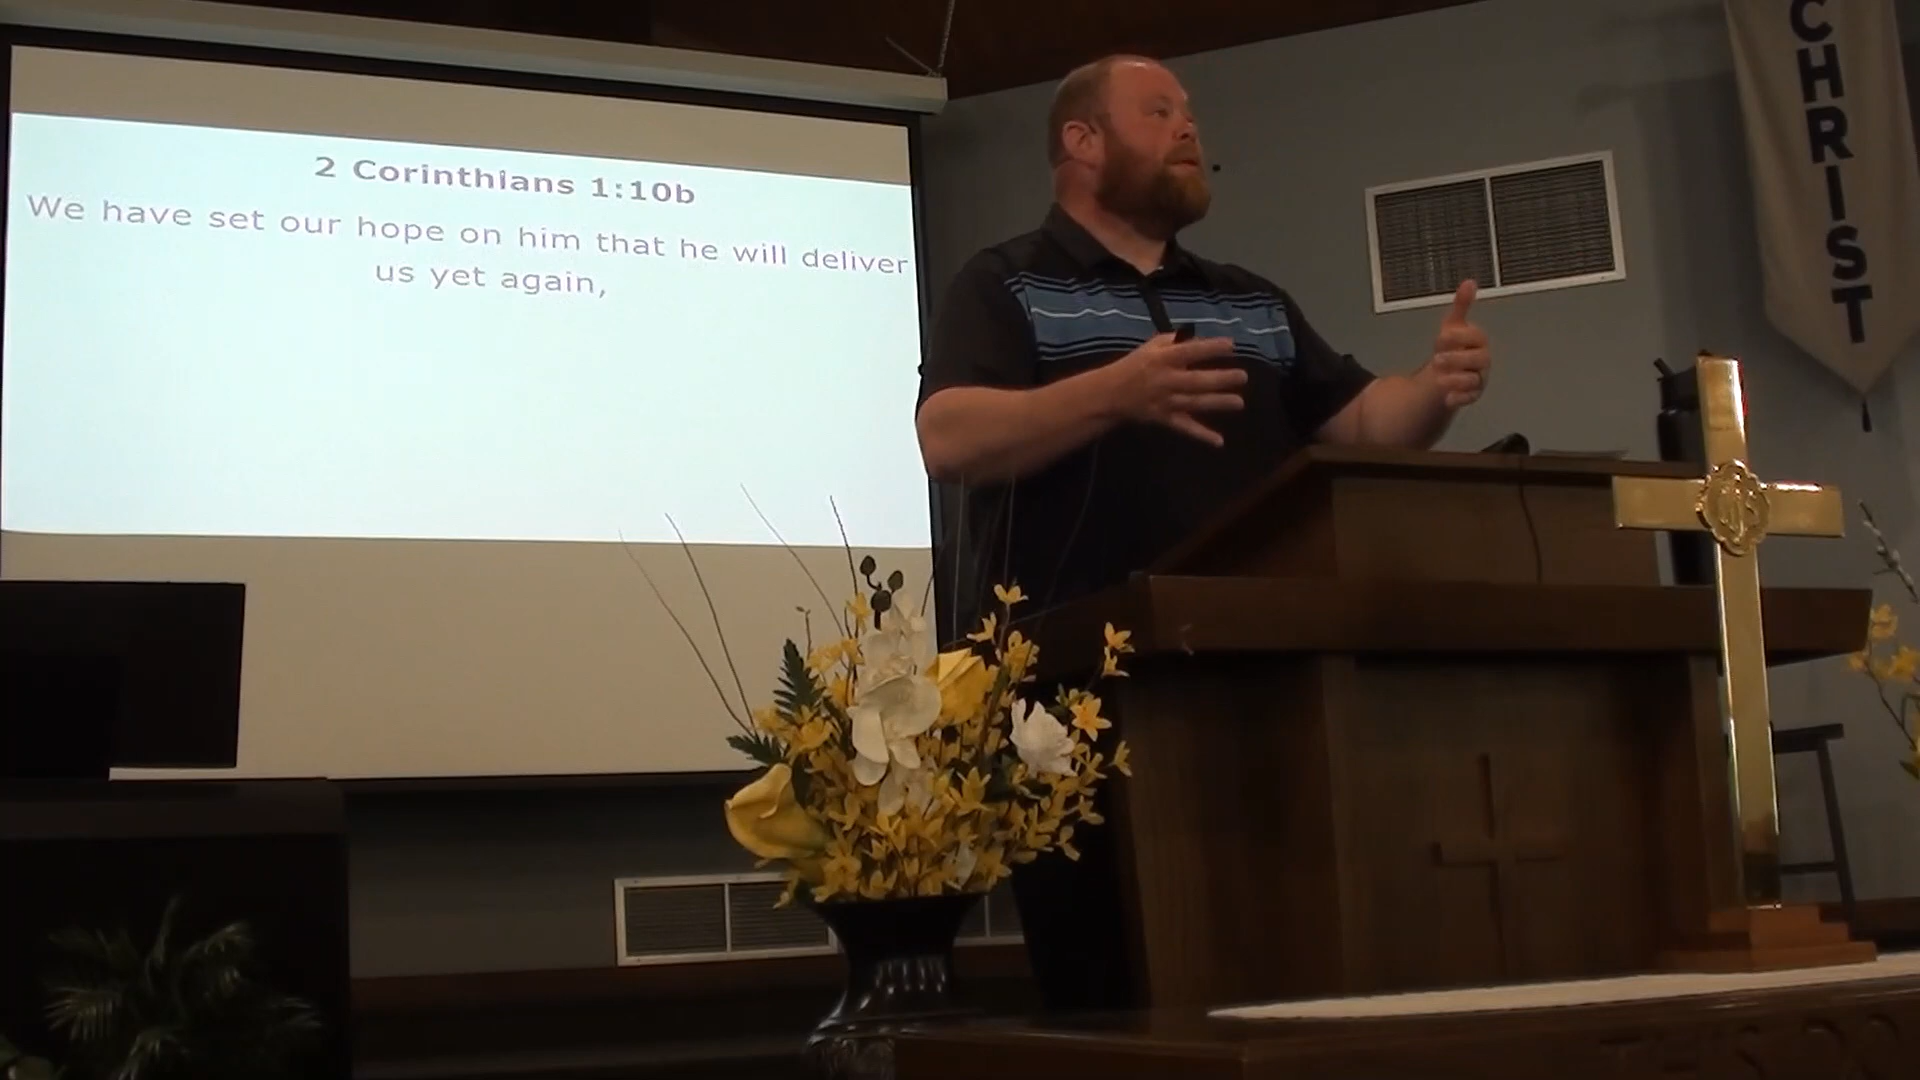 2 Corinthians 1:10b
We have set our hope on him that he will deliver
us yet again,
CHRIST
IHS